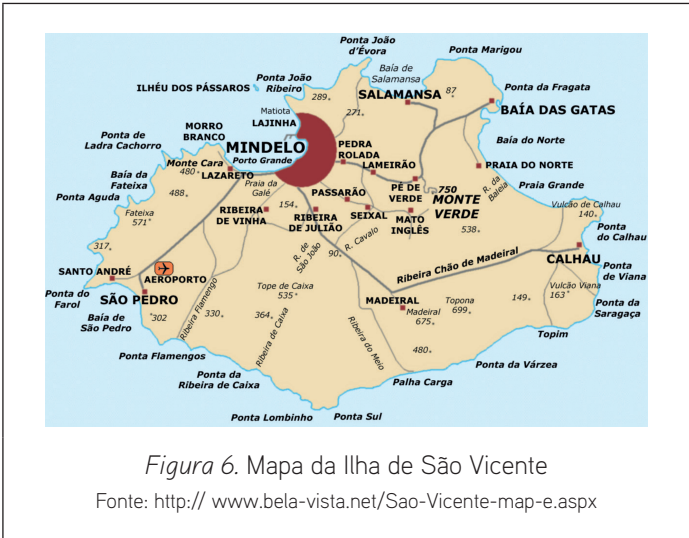 Ponta João
d'Évora
Ponta Marigou
Baía de
Salamansa
Ponta João
Ribeiro
ILHÉU DOS PÁSSAROS
289
271
87
SALAMANSA
Ponta da Fragata
BAÍA DAS GATAS
Matiota
LAJINHA
MORRO
BRANCO
Ponta de
Ladra Cachorro
MINDELO
Porto Grande
PEDRA
ROLADA
LAMEIRÃO
Baía do Norte
PRAIA DO NORTE
Monte Cara
480
LAZARETO
Baía da
Fateixa
488
Praia da
Galé
PASSARÃO
PÉ DE
VERDE
750
MONTE
VERDE
R. da
Baleia
Praia Grande
Ponta Aguda
Fateixa
571
RIBEIRA
DE VINHA
154
RIBEIRA
DE JULIÃO
SEIXAL
MATO
INGLÊS
538
Vulcão de Calhau
140
Ponta
do Calhau
317
R. de
São João
90
R. Cavalo
CALHAU
SANTO ANDRÉ
AEROPORTO
Ribeira Chão de Madeiral
Ponta
de Viana
Ponta do
Farol
SÃO PEDRO
Tope de Caixa
535
MADEIRAL
Madeiral
675
Topona
699
149
Vulcão Viana
163
Ponta da
Saragaça
Baía de
São Pedro
302
330
Ribeira Flamengo
364
Ribeira de Caixa
Ribeira do Meio
480
Topim
Ponta Flamengos
Ponta da Várzea
Ponta da
Ribeira de Caixa
Palha Carga
Ponta Lombinho
Ponta Sul
Figura 6. Mapa da Ilha de São Vicente
Fonte: http:// www.bela-vista.net/Sao-Vicente-map-e.aspx